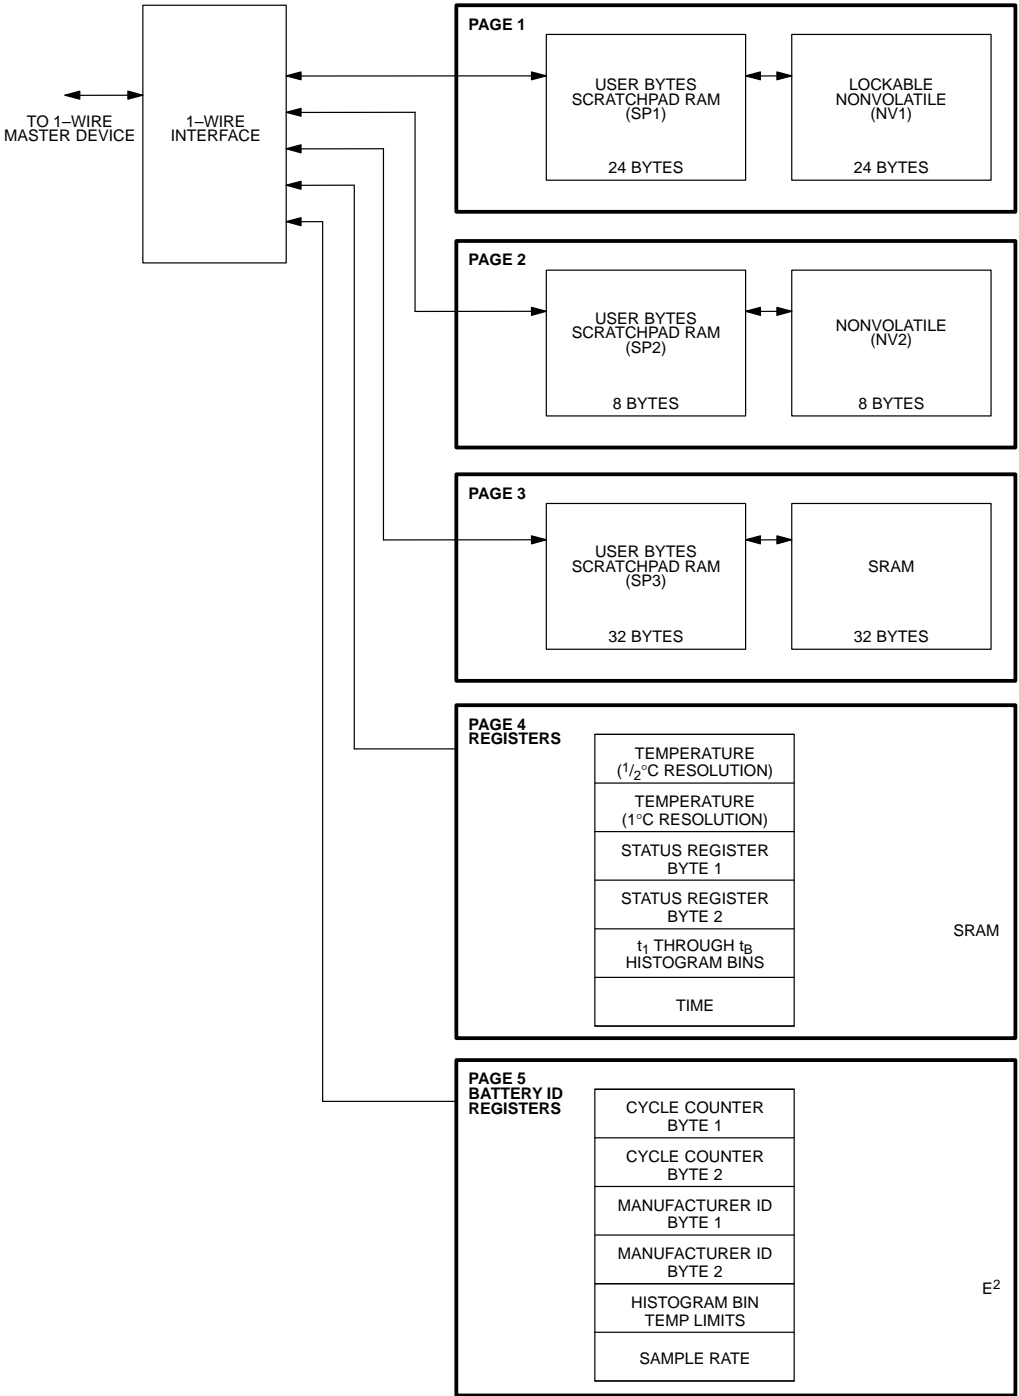 TO 1–WIRE
MASTER DEVICE
1–WIRE
INTERFACE
PAGE 1
USER BYTES
SCRATCHPAD RAM
(SP1)
24 BYTES
LOCKABLE
NONVOLATILE
(NV1)
24 BYTES
PAGE 2
USER BYTES
SCRATCHPAD RAM
(SP2)
8 BYTES
NONVOLATILE
(NV2)
8 BYTES
PAGE 3
USER BYTES
SCRATCHPAD RAM
(SP3)
32 BYTES
SRAM
32 BYTES
PAGE 4
REGISTERS
TEMPERATURE
(1/2°C RESOLUTION)
TEMPERATURE
(1°C RESOLUTION)
STATUS REGISTER
BYTE 1
STATUS REGISTER
BYTE 2
t1 THROUGH tB
HISTOGRAM BINS
TIME
SRAM
PAGE 5
BATTERY ID
REGISTERS
CYCLE COUNTER
BYTE 1
CYCLE COUNTER
BYTE 2
MANUFACTURER ID
BYTE 1
MANUFACTURER ID
BYTE 2
HISTOGRAM BIN
TEMP LIMITS
SAMPLE RATE
E2